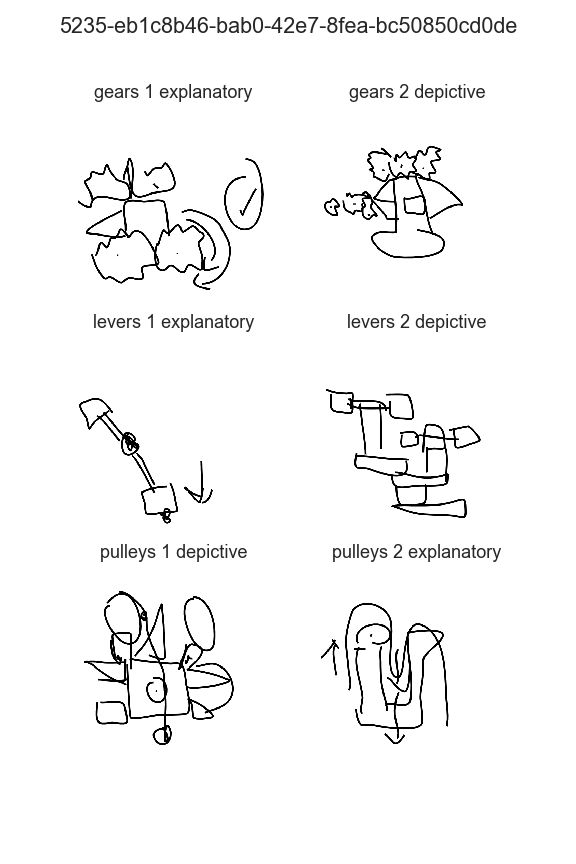 5235-eb1c8b46-bab0-42e7-8fea-bc50850cd0de
gears 1 explanatory
gears 2 depictive
levers 1 explanatory
levers 2 depictive
pulleys 1 depictive
pulleys 2 explanatory